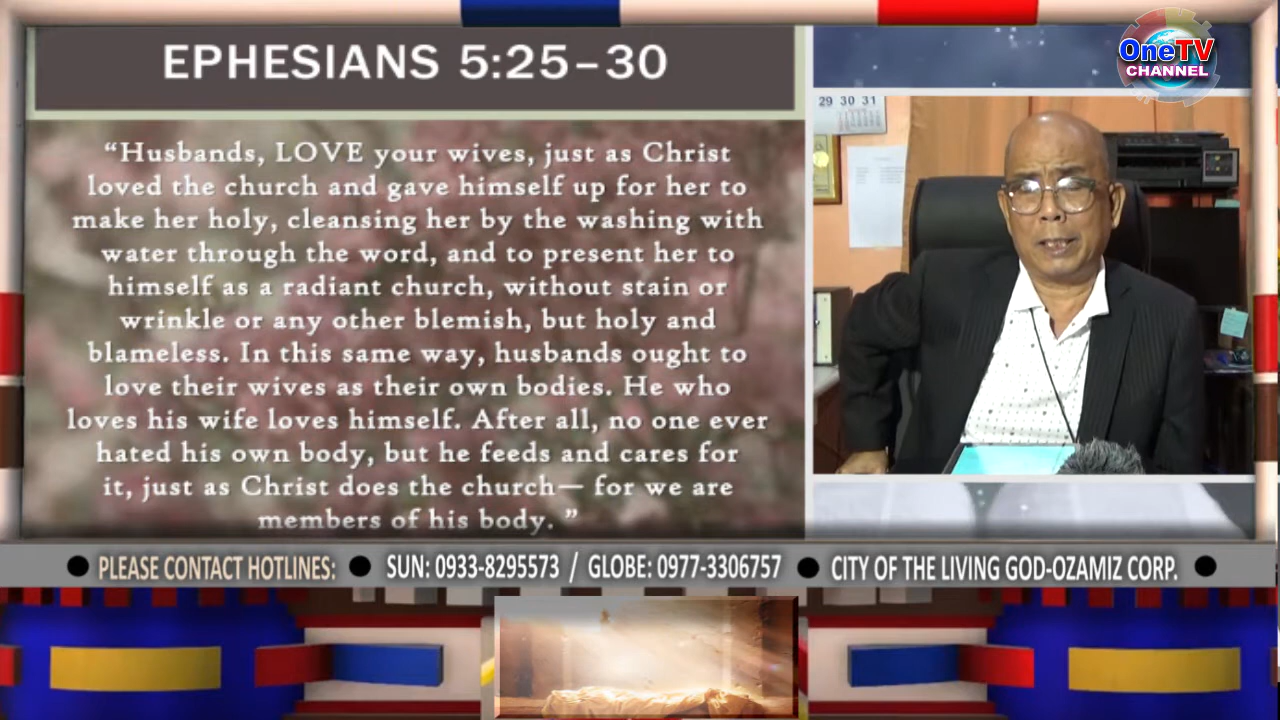 EPHESIANS 5:25–30
OneTV
CHANNEL
29 30 31
“Husbands, LOVE your wives, just as Christ
loved the church and gave himself up for her to
make her holy, cleansing her by the washing with
water through the word, and to present her to
himself as a radiant church, without stain or
wrinkle or any other blemish, but holy and
blameless. In this same way, husbands ought to
love their wives as their own bodies. He who
loves his wife loves himself. After all, no one ever
hated his own body, but he feeds and cares for
it, just as Christ does the church— for we are
members of his body. ”
PLEASE CONTACT HOTLINES: SUN: 0933-8295573 / GLOBE: 0977-3306757 CITY OF THE LIVING GOD-OZAMIZ CORP.